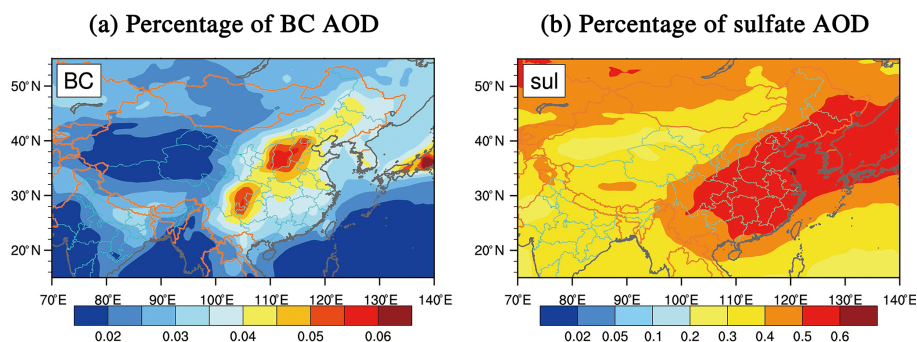 (a) Percentage of BC AOD
(b) Percentage of sulfate AOD
BC
50°N
40°N
30°N
20°N
70°E 80°E 90°E 100°E 110°E 120°E 130°E 140°E
0.02 0.03 0.04 0.05 0.06
sul
50°N
40°N
30°N
20°N
70°E 80°E 90°E 100°E 110°E 120°E 130°E 140°E
0.02 0.05 0.1 0.2 0.3 0.4 0.5 0.6